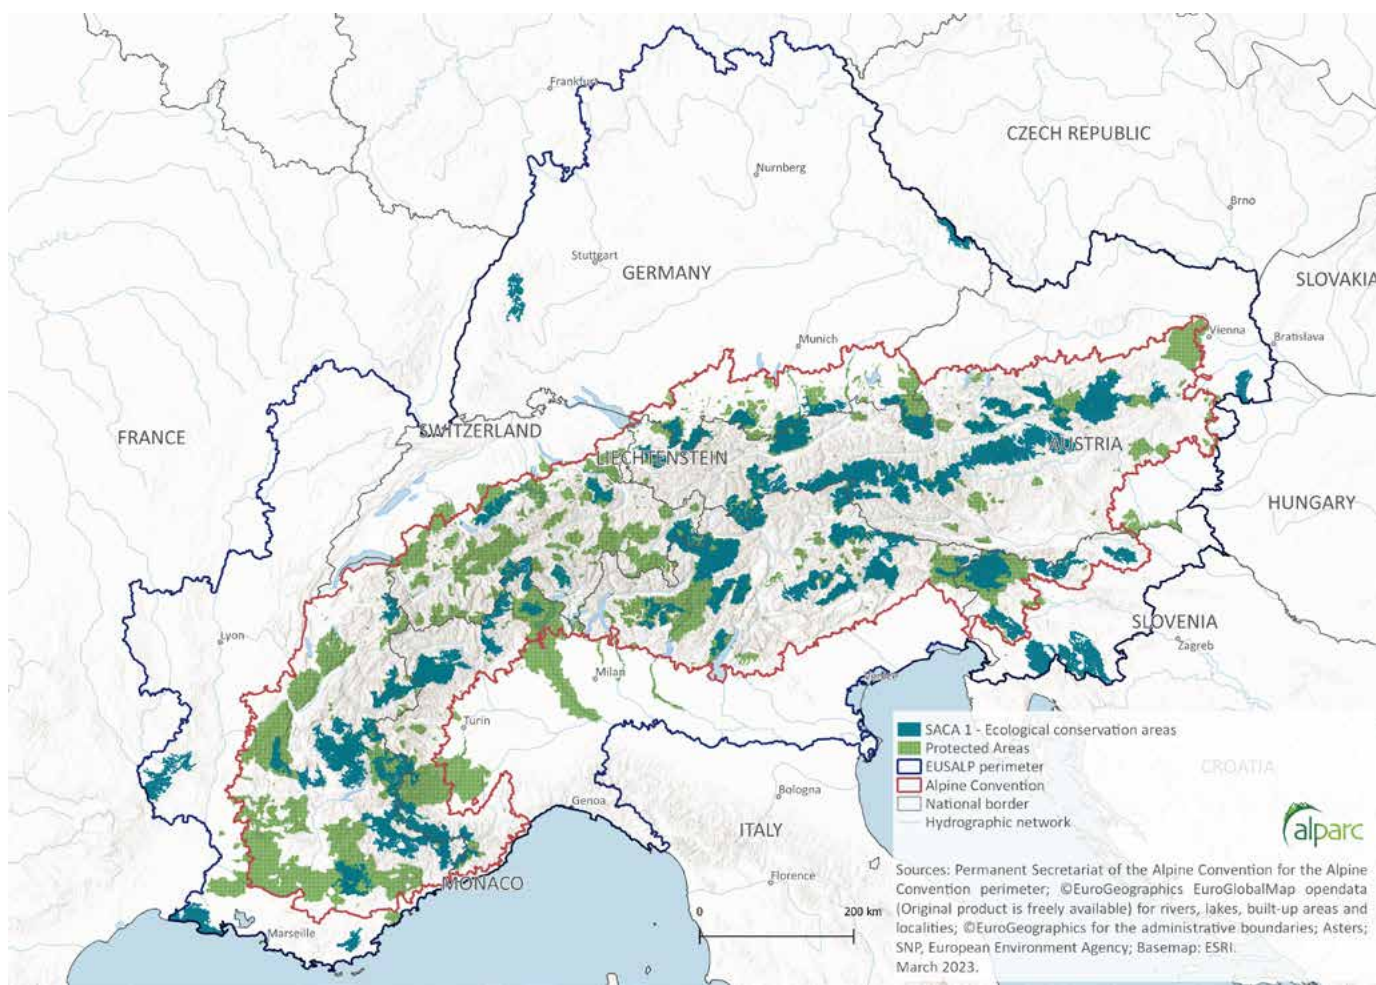 Frankfurt
CZECH REPUBLIC
Nurnberg
Brno
Stuttgart
GERMANY
SLOVAKIA
Munich
Vienna
Bratislava
FRANCE
SWITZERLAND
LIECHTENSTEIN
AUSTRIA
HUNGARY
Lyon
SLOVENIA
Zagreb
Milan
Venice
Turin
SACA 1 - Ecological conservation areas
Protected Areas
EUSALP perimeter
CROATIA
Alpine Convention
Bologna
Genoa
National border
Hydrographic network
ITALY
alparc
MONACO
Florence
Sources: Permanent Secretariat of the Alpine Convention for the Alpine
Convention perimeter; ©EuroGeographics EuroGlobalMap opendata
(Original product is freely available) for rivers, lakes, built-up areas and
localities; ©EuroGeographics for the administrative boundaries; Asters;
SNP, European Environment Agency; Basemap: ESRI.
March 2023.
0 200 km
Marseille